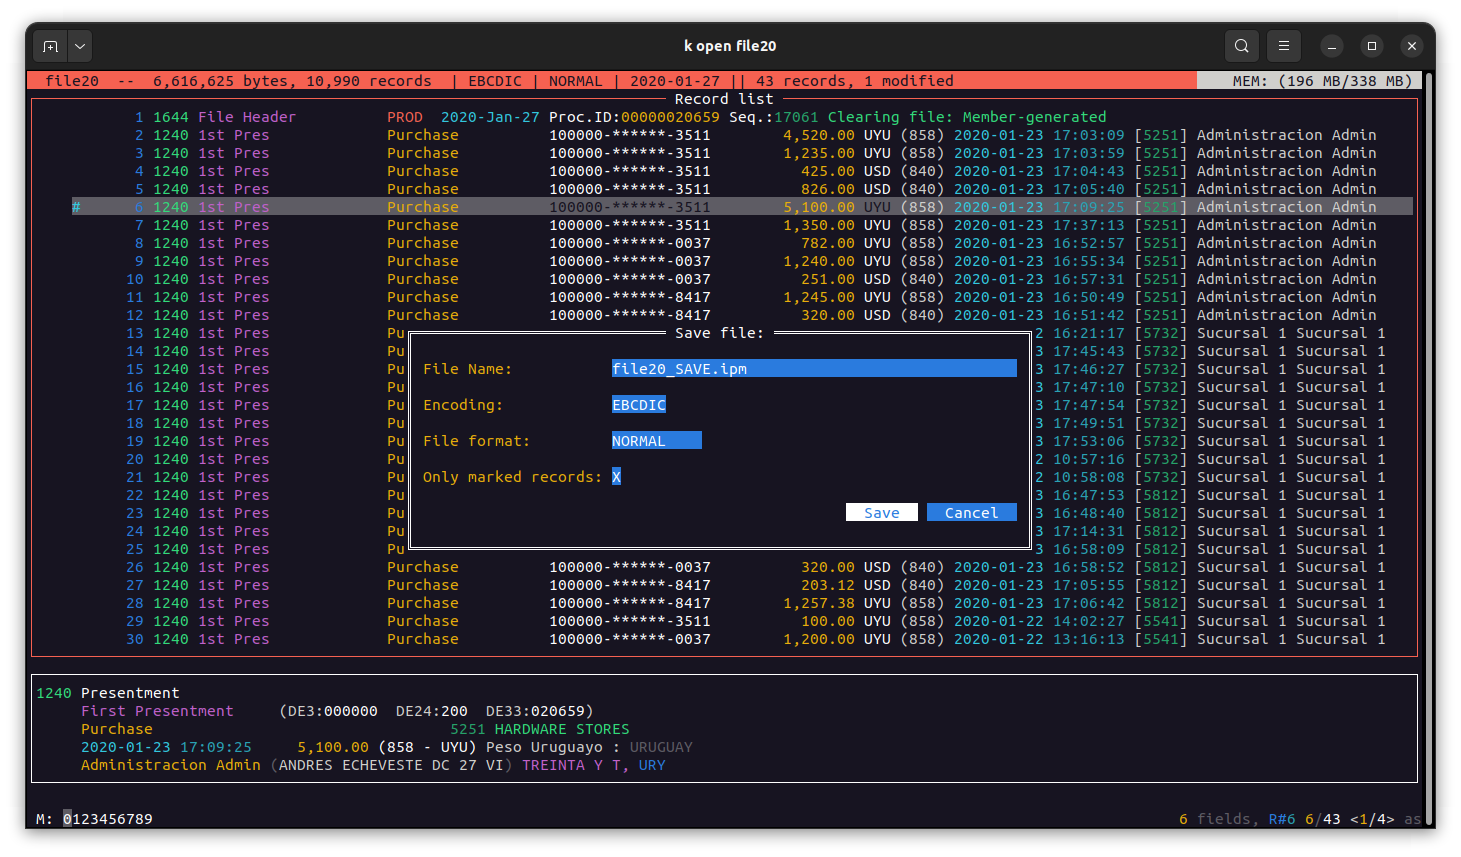 k open file20
file20  --  6,616,625 bytes, 10,990 records  | EBCDIC | NORMAL | 2020-01-27 || 43 records, 1 modified MEM: (196 MB/338 MB)
Record list
1 1644 File Header PROD 2020-Jan-27 Proc.ID:00000020659 Seq.:17061 Clearing file: Member-generated
2 1240 1st Pres Purchase 100000-******-3511 4,520.00 UYU (858) 2020-01-23 17:03:09 [5251] Administracion Admin
3 1240 1st Pres Purchase 100000-******-3511 1,235.00 UYU (858) 2020-01-23 17:03:59 [5251] Administracion Admin
4 1240 1st Pres Purchase 100000-******-3511 425.00 USD (840) 2020-01-23 17:04:43 [5251] Administracion Admin
5 1240 1st Pres Purchase 100000-******-3511 826.00 USD (840) 2020-01-23 17:05:40 [5251] Administracion Admin
# 6 1240 1st Pres Purchase 100000-******-3511 5,100.00 UYU (858) 2020-01-23 17:09:25 [5251] Administracion Admin
7 1240 1st Pres Purchase 100000-******-3511 1,350.00 UYU (858) 2020-01-23 17:37:13 [5251] Administracion Admin
8 1240 1st Pres Purchase 100000-******-0037 782.00 UYU (858) 2020-01-23 16:52:57 [5251] Administracion Admin
9 1240 1st Pres Purchase 100000-******-0037 1,240.00 UYU (858) 2020-01-23 16:55:34 [5251] Administracion Admin
10 1240 1st Pres Purchase 100000-******-0037 251.00 USD (840) 2020-01-23 16:57:31 [5251] Administracion Admin
11 1240 1st Pres Purchase 100000-******-8417 1,245.00 UYU (858) 2020-01-23 16:50:49 [5251] Administracion Admin
12 1240 1st Pres Purchase 100000-******-8417 320.00 USD (840) 2020-01-23 16:51:42 [5251] Administracion Admin
13 1240 1st Pres Pu 2 16:21:17 [5732] Sucursal 1 Sucursal 1
14 1240 1st Pres Pu 3 17:45:43 [5732] Sucursal 1 Sucursal 1
15 1240 1st Pres Pu 3 17:46:27 [5732] Sucursal 1 Sucursal 1
16 1240 1st Pres Pu 3 17:47:10 [5732] Sucursal 1 Sucursal 1
17 1240 1st Pres Pu 3 17:47:54 [5732] Sucursal 1 Sucursal 1
18 1240 1st Pres Pu 3 17:49:51 [5732] Sucursal 1 Sucursal 1
19 1240 1st Pres Pu 3 17:53:06 [5732] Sucursal 1 Sucursal 1
20 1240 1st Pres Pu 2 10:57:16 [5732] Sucursal 1 Sucursal 1
21 1240 1st Pres Pu 2 10:58:08 [5732] Sucursal 1 Sucursal 1
22 1240 1st Pres Pu 3 16:47:53 [5812] Sucursal 1 Sucursal 1
23 1240 1st Pres Pu 3 16:48:40 [5812] Sucursal 1 Sucursal 1
24 1240 1st Pres Pu 3 17:14:31 [5812] Sucursal 1 Sucursal 1
25 1240 1st Pres Pu 3 16:58:09 [5812] Sucursal 1 Sucursal 1
26 1240 1st Pres Purchase 100000-******-0037 320.00 USD (840) 2020-01-23 16:58:52 [5812] Sucursal 1 Sucursal 1
27 1240 1st Pres Purchase 100000-******-8417 203.12 USD (840) 2020-01-23 17:05:55 [5812] Sucursal 1 Sucursal 1
28 1240 1st Pres Purchase 100000-******-8417 1,257.38 UYU (858) 2020-01-23 17:06:42 [5812] Sucursal 1 Sucursal 1
29 1240 1st Pres Purchase 100000-******-3511 100.00 UYU (858) 2020-01-22 14:02:27 [5541] Sucursal 1 Sucursal 1
30 1240 1st Pres Purchase 100000-******-0037 1,200.00 UYU (858) 2020-01-22 13:16:13 [5541] Sucursal 1 Sucursal 1
Save file:
File Name: file20_SAVE.ipm
Encoding: EBCDIC
File format: NORMAL
Only marked records: X
Save Cancel
1240 Presentment
First Presentment (DE3:000000 DE24:200 DE33:020659)
Purchase 5251 HARDWARE STORES
2020-01-23 17:09:25 5,100.00 (858 - UYU) Peso Uruguayo : URUGUAY
Administracion Admin (ANDRES ECHEVESTE DC 27 VI) TREINTA Y T, URY
M: 0123456789 6 fields, R#6 6/43 <1/4> as